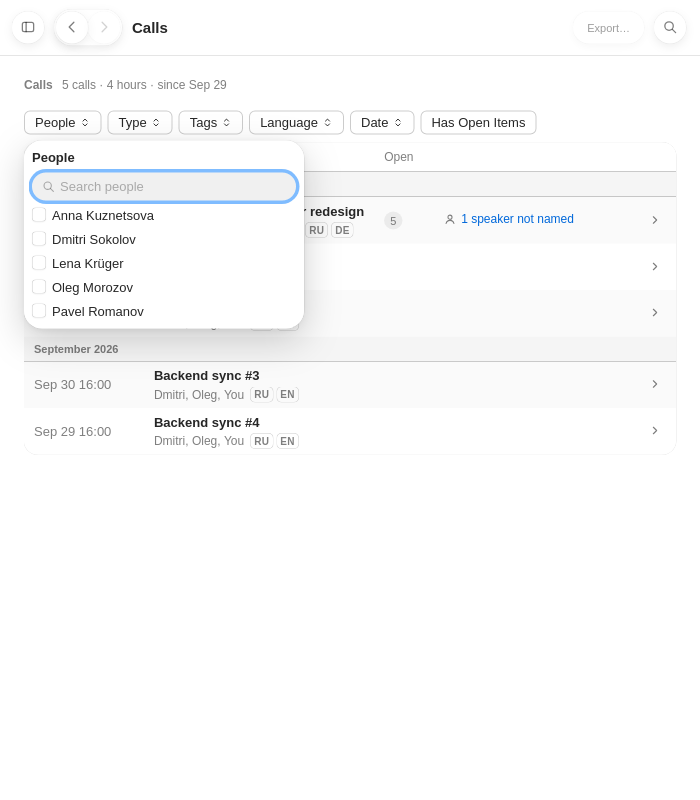 Calls
Export…
Calls 5 calls · 4 hours · since Sep 29
People Type Tags Language Date Has Open Items
People
Open
Search people
Anna Kuznetsova
Dmitri Sokolov
Lena Krüger
Oleg Morozov
Pavel Romanov
redesign
RU DE
5
1 speaker not named
September 2026
Sep 30 16:00
Backend sync #3
Dmitri, Oleg, You RU EN
Sep 29 16:00
Backend sync #4
Dmitri, Oleg, You RU EN